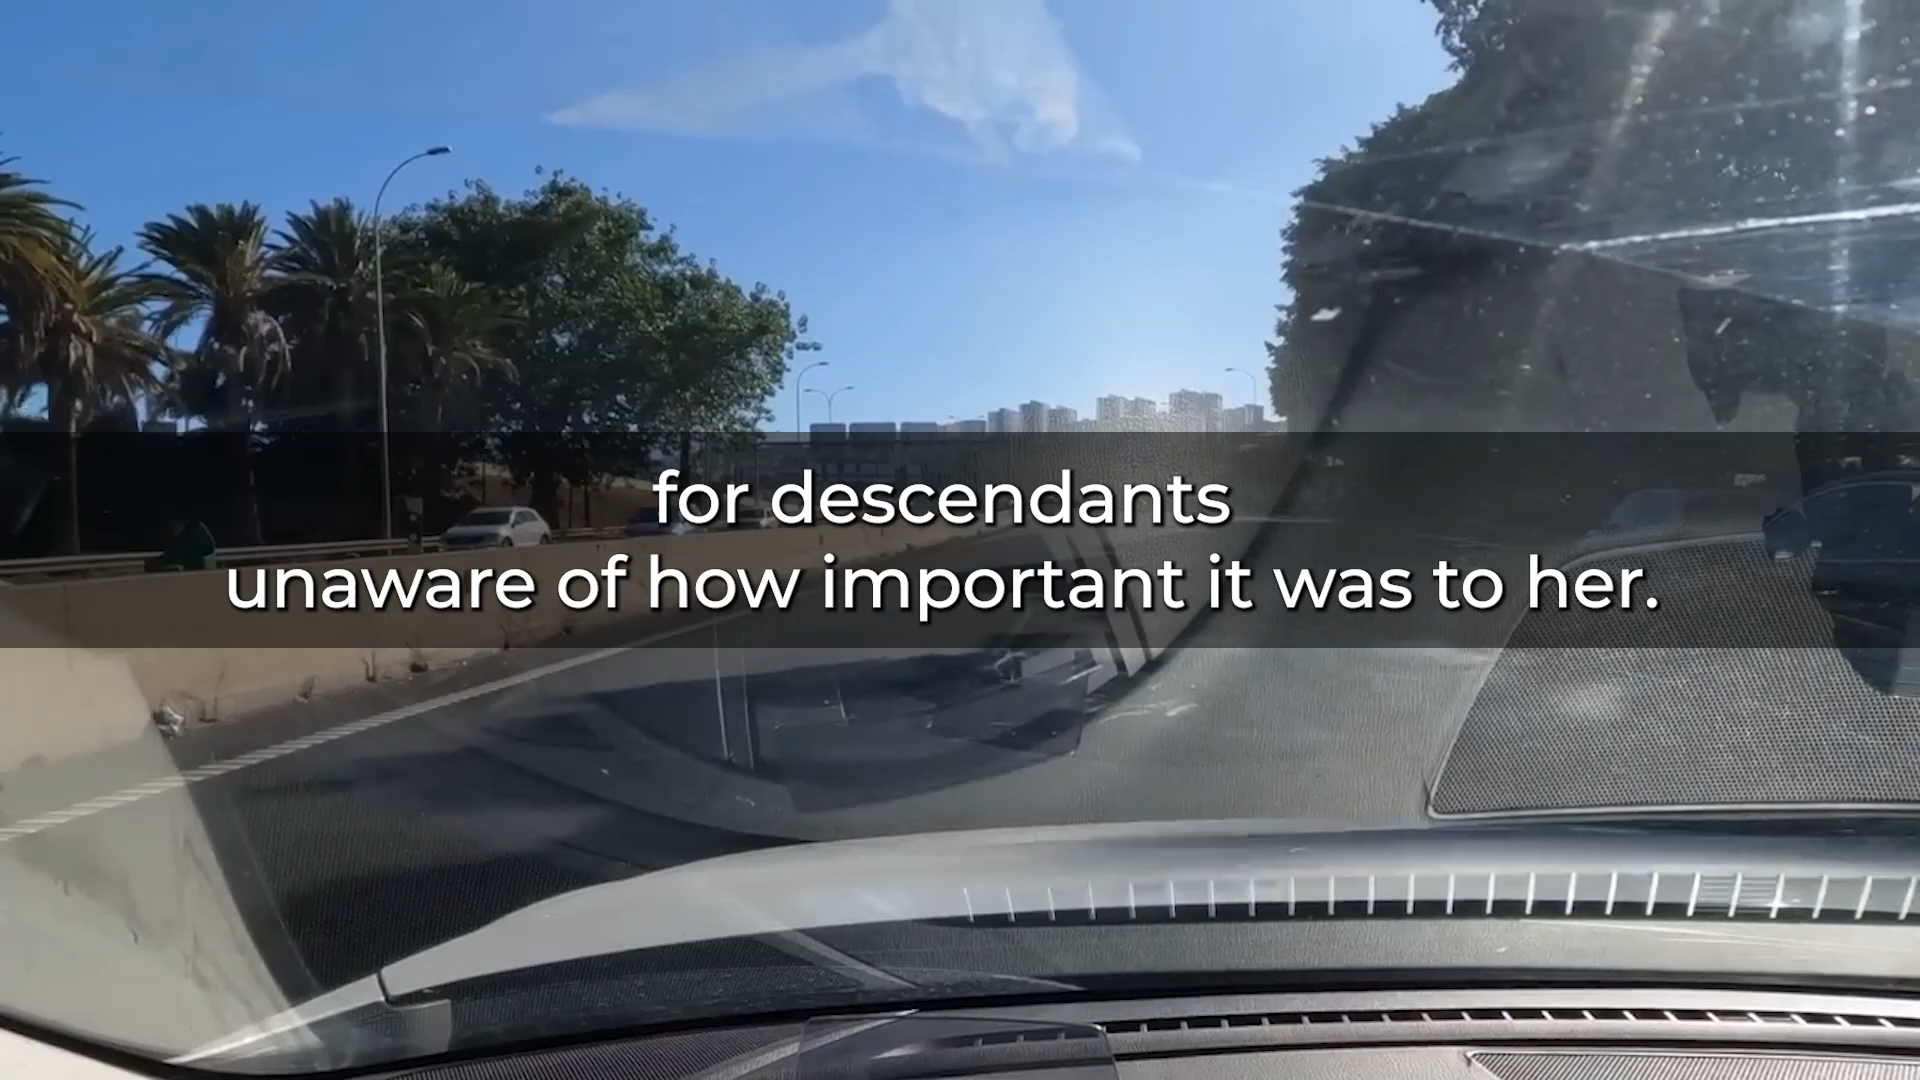 for descendants
unaware of how important it was to her.